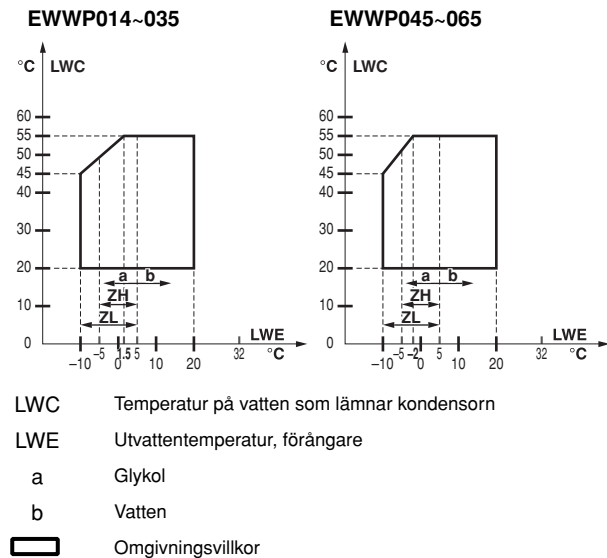 EWWP014~035
EWWP045~065
°C LWC
60
55
50
45
40
30
20
10
0
a b
ZH
ZL
LWE
°C
–10 –5 0 1.5 5 10 20 32
°C LWC
60
55
50
45
40
30
20
10
0
a b
ZH
ZL
LWE
°C
–10 –5 –2 0 5 10 20 32
LWC Temperatur på vatten som lämnar kondensorn
LWE Utvattentemperatur, förångare
a Glykol
b Vatten
Omgivningsvillkor